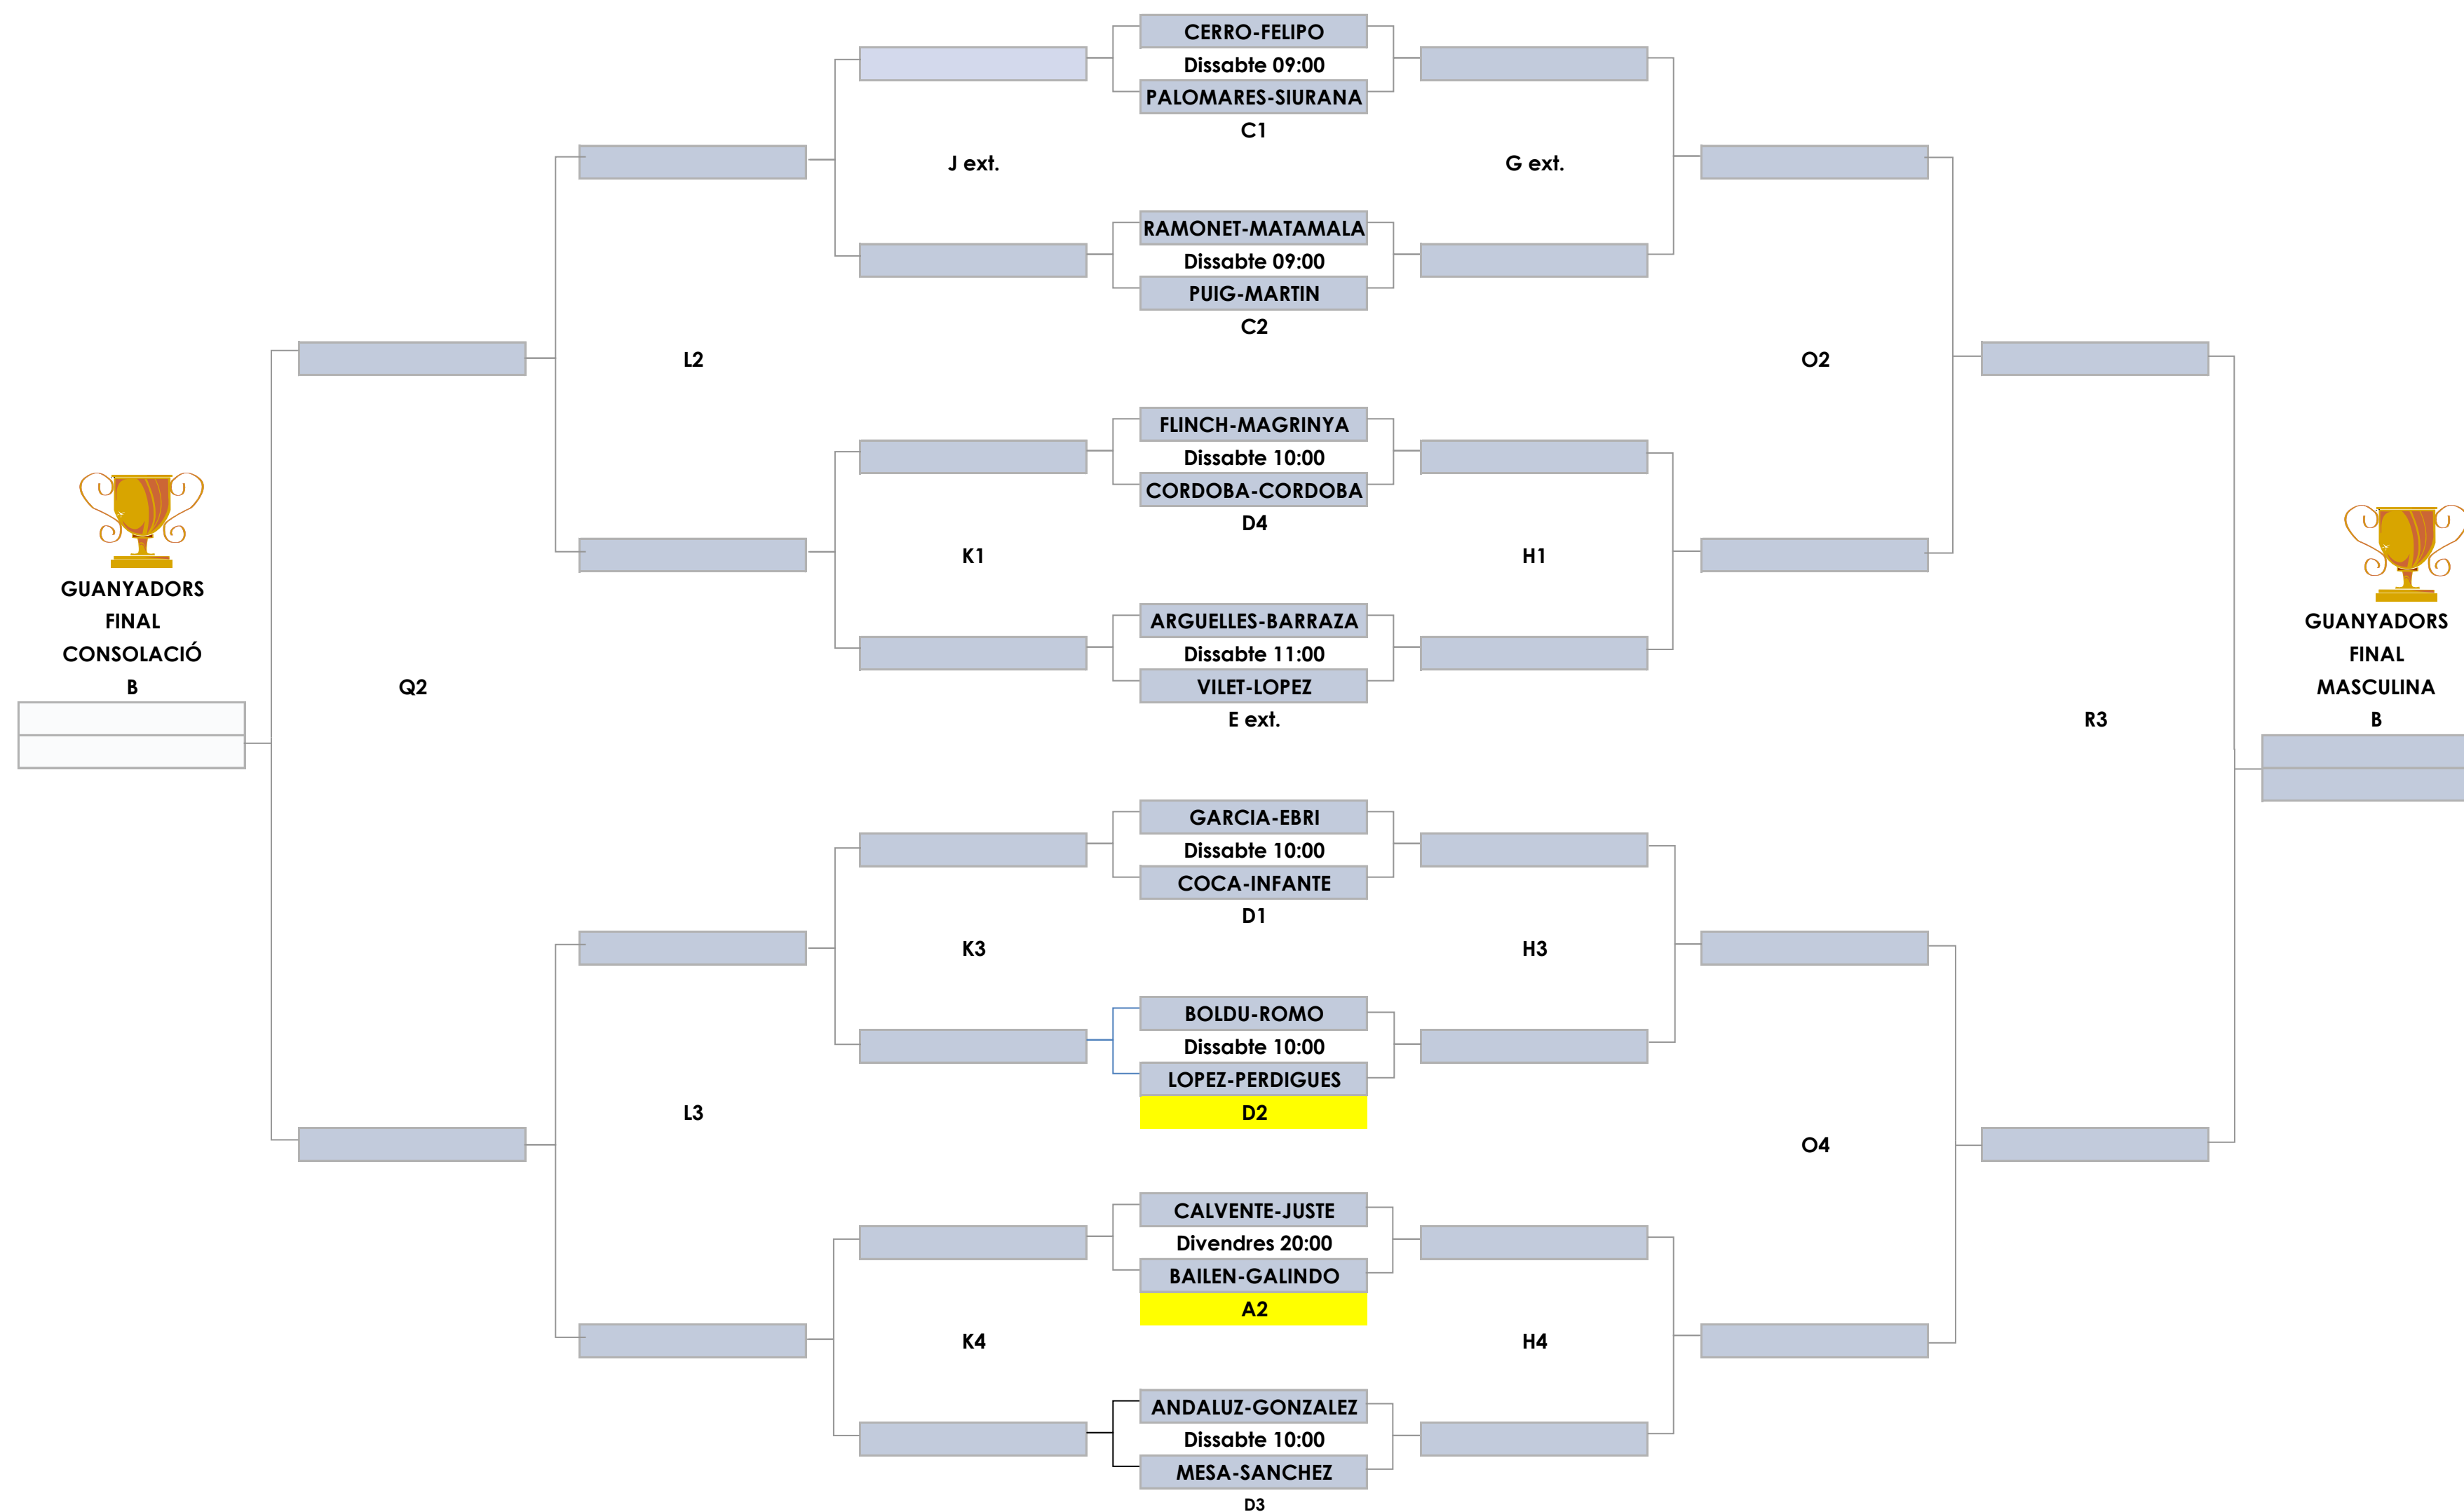 CERRO-FELIPO
Dissabte 09:00
PALOMARES-SIURANA
C1
J ext.
G ext.
RAMONET-MATAMALA
Dissabte 09:00
PUIG-MARTIN
C2
L2
O2
FLINCH-MAGRINYA
Dissabte 10:00
CORDOBA-CORDOBA
D4
K1
H1
ARGUELLES-BARRAZA
Dissabte 11:00
VILET-LOPEZ
E ext.
GUANYADORS
FINAL
CONSOLACIÓ
B
Q2
R3
GUANYADORS
FINAL
MASCULINA
B
GARCIA-EBRI
Dissabte 10:00
COCA-INFANTE
D1
K3
H3
BOLDU-ROMO
Dissabte 10:00
LOPEZ-PERDIGUES
D2
L3
O4
CALVENTE-JUSTE
Divendres 20:00
BAILEN-GALINDO
A2
K4
H4
ANDALUZ-GONZALEZ
Dissabte 10:00
MESA-SANCHEZ
D3